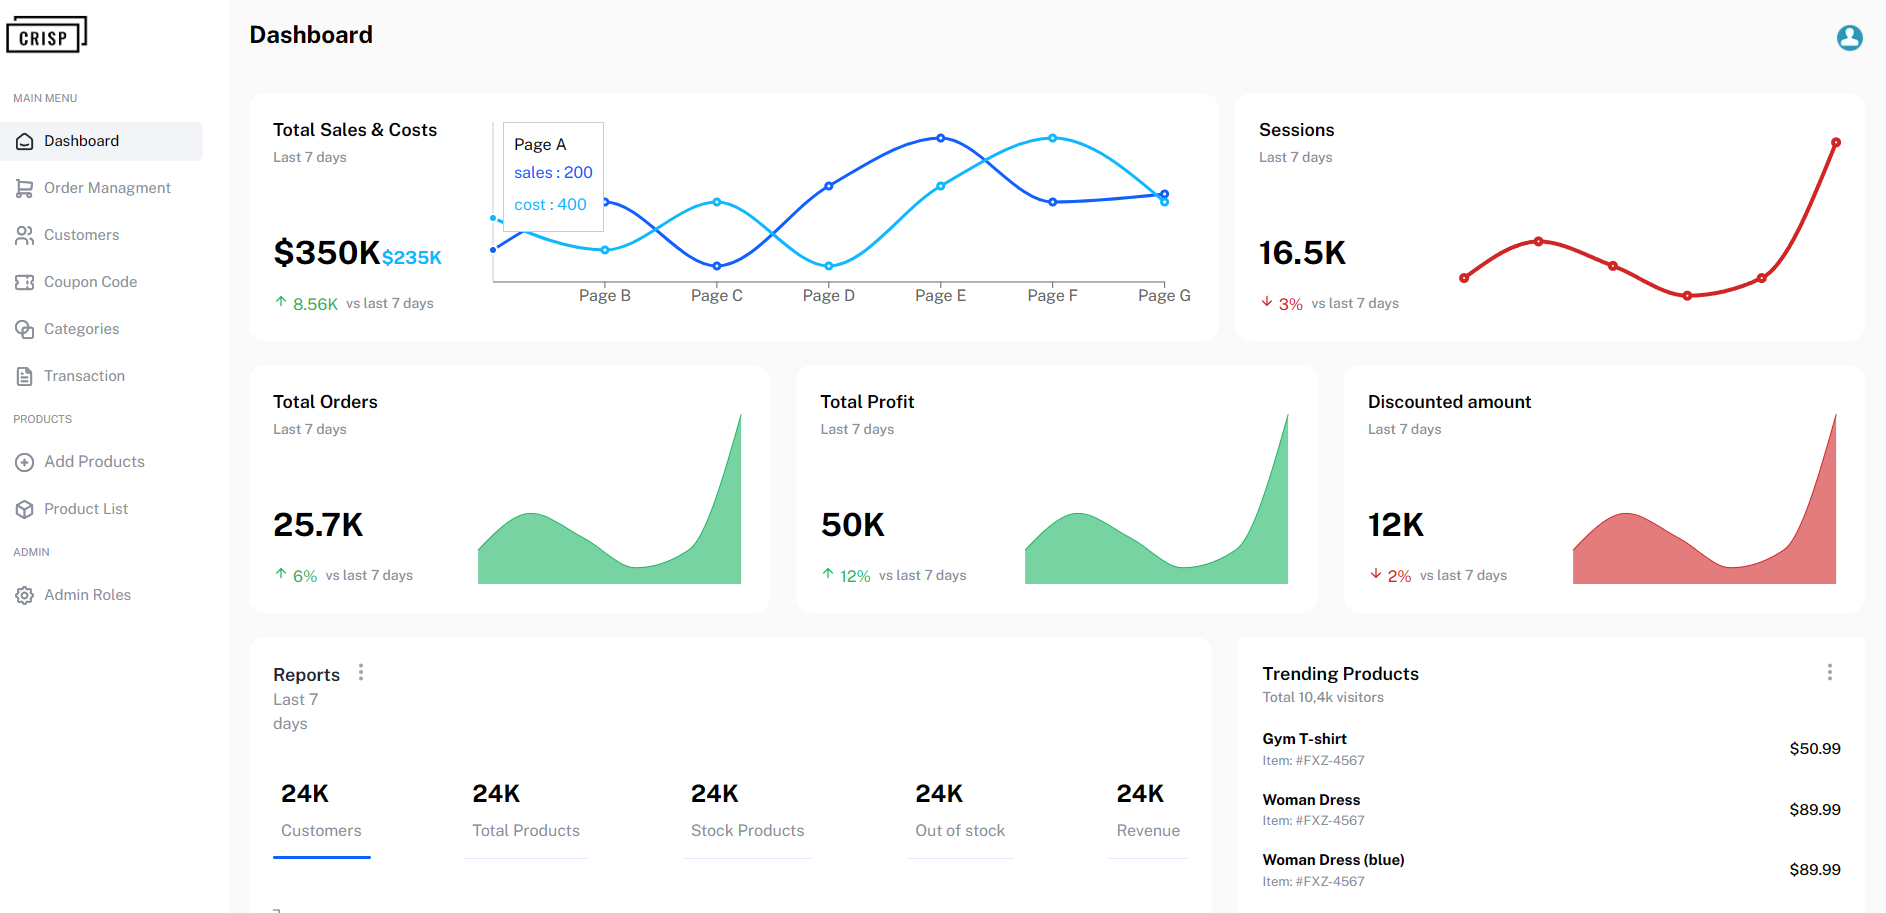 CRISP
MAIN MENU
Dashboard
Order Managment
Customers
Coupon Code
Categories
Transaction
PRODUCTS
Add Products
Product List
ADMIN
Admin Roles
Dashboard
Total Sales & Costs
Last 7 days
$350K $235K
8.56K vs last 7 days
Page A
sales : 200
cost : 400
Page B Page C Page D Page E Page F Page G
Sessions
Last 7 days
16.5K
3% vs last 7 days
Total Orders
Last 7 days
25.7K
6% vs last 7 days
Total Profit
Last 7 days
50K
12% vs last 7 days
Discounted amount
Last 7 days
12K
2% vs last 7 days
Reports
Last 7
days
24K
Customers
24K
Total Products
24K
Stock Products
24K
Out of stock
24K
Revenue
Trending Products
Total 10,4k visitors
Gym T-shirt
Item: #FXZ-4567
$50.99
Woman Dress
Item: #FXZ-4567
$89.99
Woman Dress (blue)
Item: #FXZ-4567
$89.99